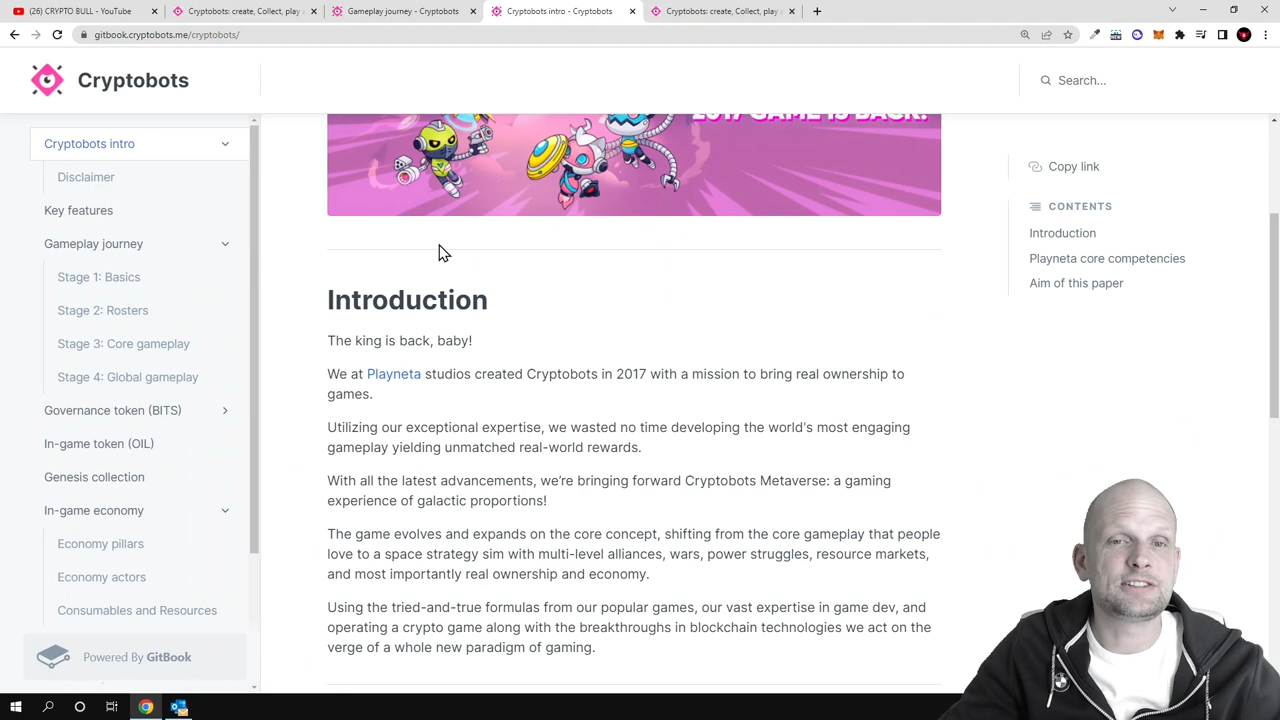 (26) CRYPTO BULL - YouTube
Cryptobots: create, Collect, play
Gameplay journey - Cryptobots
Cryptobots intro - Cryptobots
Cryptobots: create, Collect, play
gitbook.cryptobots.me/cryptobots/
Cryptobots
Search...
2017 GAME IS BACK!
Cryptobots intro
Disclaimer
Key features
Gameplay journey
Stage 1: Basics
Stage 2: Rosters
Stage 3: Core gameplay
Stage 4: Global gameplay
Governance token (BITS)
In-game token (OIL)
Genesis collection
In-game economy
Economy pillars
Economy actors
Consumables and Resources
Powered By GitBook
Introduction
The king is back, baby!
We at Playneta studios created Cryptobots in 2017 with a mission to bring real ownership to
games.
Utilizing our exceptional expertise, we wasted no time developing the world's most engaging
gameplay yielding unmatched real-world rewards.
With all the latest advancements, we're bringing forward Cryptobots Metaverse: a gaming
experience of galactic proportions!
The game evolves and expands on the core concept, shifting from the core gameplay that people
love to a space strategy sim with multi-level alliances, wars, power struggles, resource markets,
and most importantly real ownership and economy.
Using the tried-and-true formulas from our popular games, our vast expertise in game dev, and
operating a crypto game along with the breakthroughs in blockchain technologies we act on the
verge of a whole new paradigm of gaming.
Copy link
CONTENTS
Introduction
Playneta core competencies
Aim of this paper